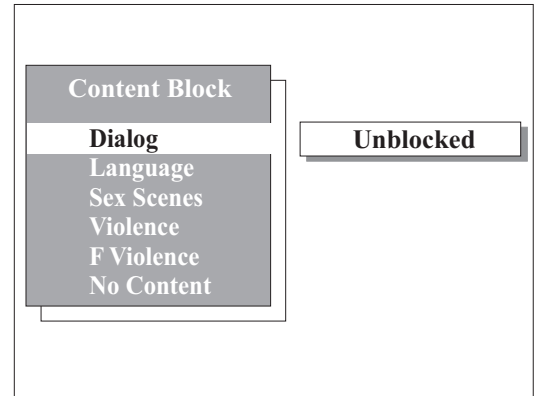 Content Block
Dialog
Unblocked
Language
Sex Scenes
Violence
F Violence
No Content